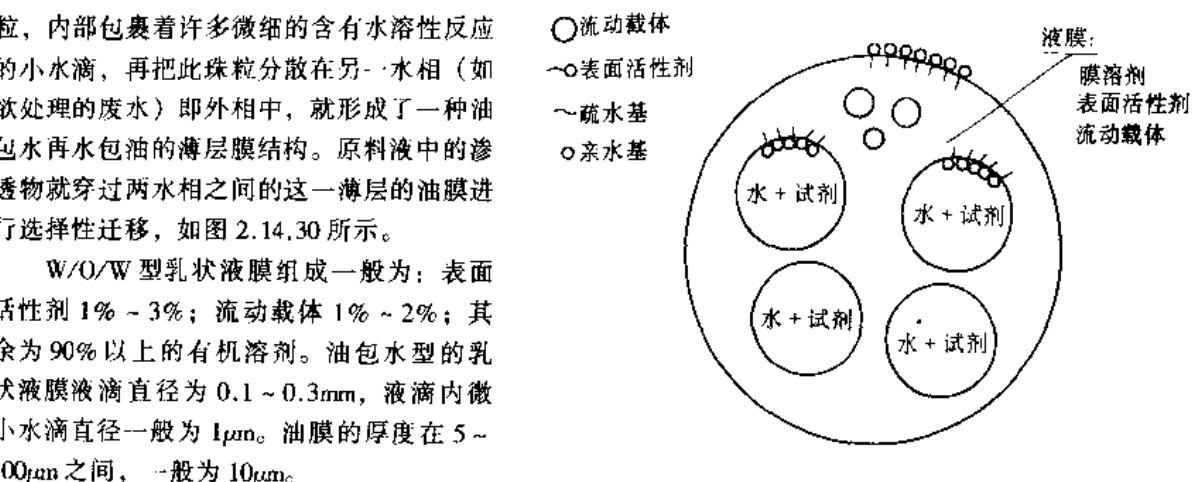 粒，内部包裹着许多微细的含有水溶性反应
的小水滴，再把此珠粒分散在另一水相（如
欲处理的废水）即外相中，就形成了一种油
包水再水包油的薄层膜结构。原料液中的渗
透物就穿过两水相之间的这一薄层的油膜进
行选择性迁移，如图 2.14.30 所示。
W/O/W 型乳状液膜组成一般为：表面
活性剂 1% ~ 3%；流动载体 1% ~ 2%；其
余为 90% 以上的有机溶剂。油包水型的乳
状液膜液滴直径为 0.1 ~ 0.3mm，液滴内微
小水滴直径一般为 1μm。油膜的厚度在 5 ~
00μm 之间，一般为 10μm。
流动载体
表面活性剂
疏水基
亲水基
液膜：
膜溶剂
表面活性剂
流动载体
水 + 试剂
水 + 试剂
水 + 试剂
水 + 试剂